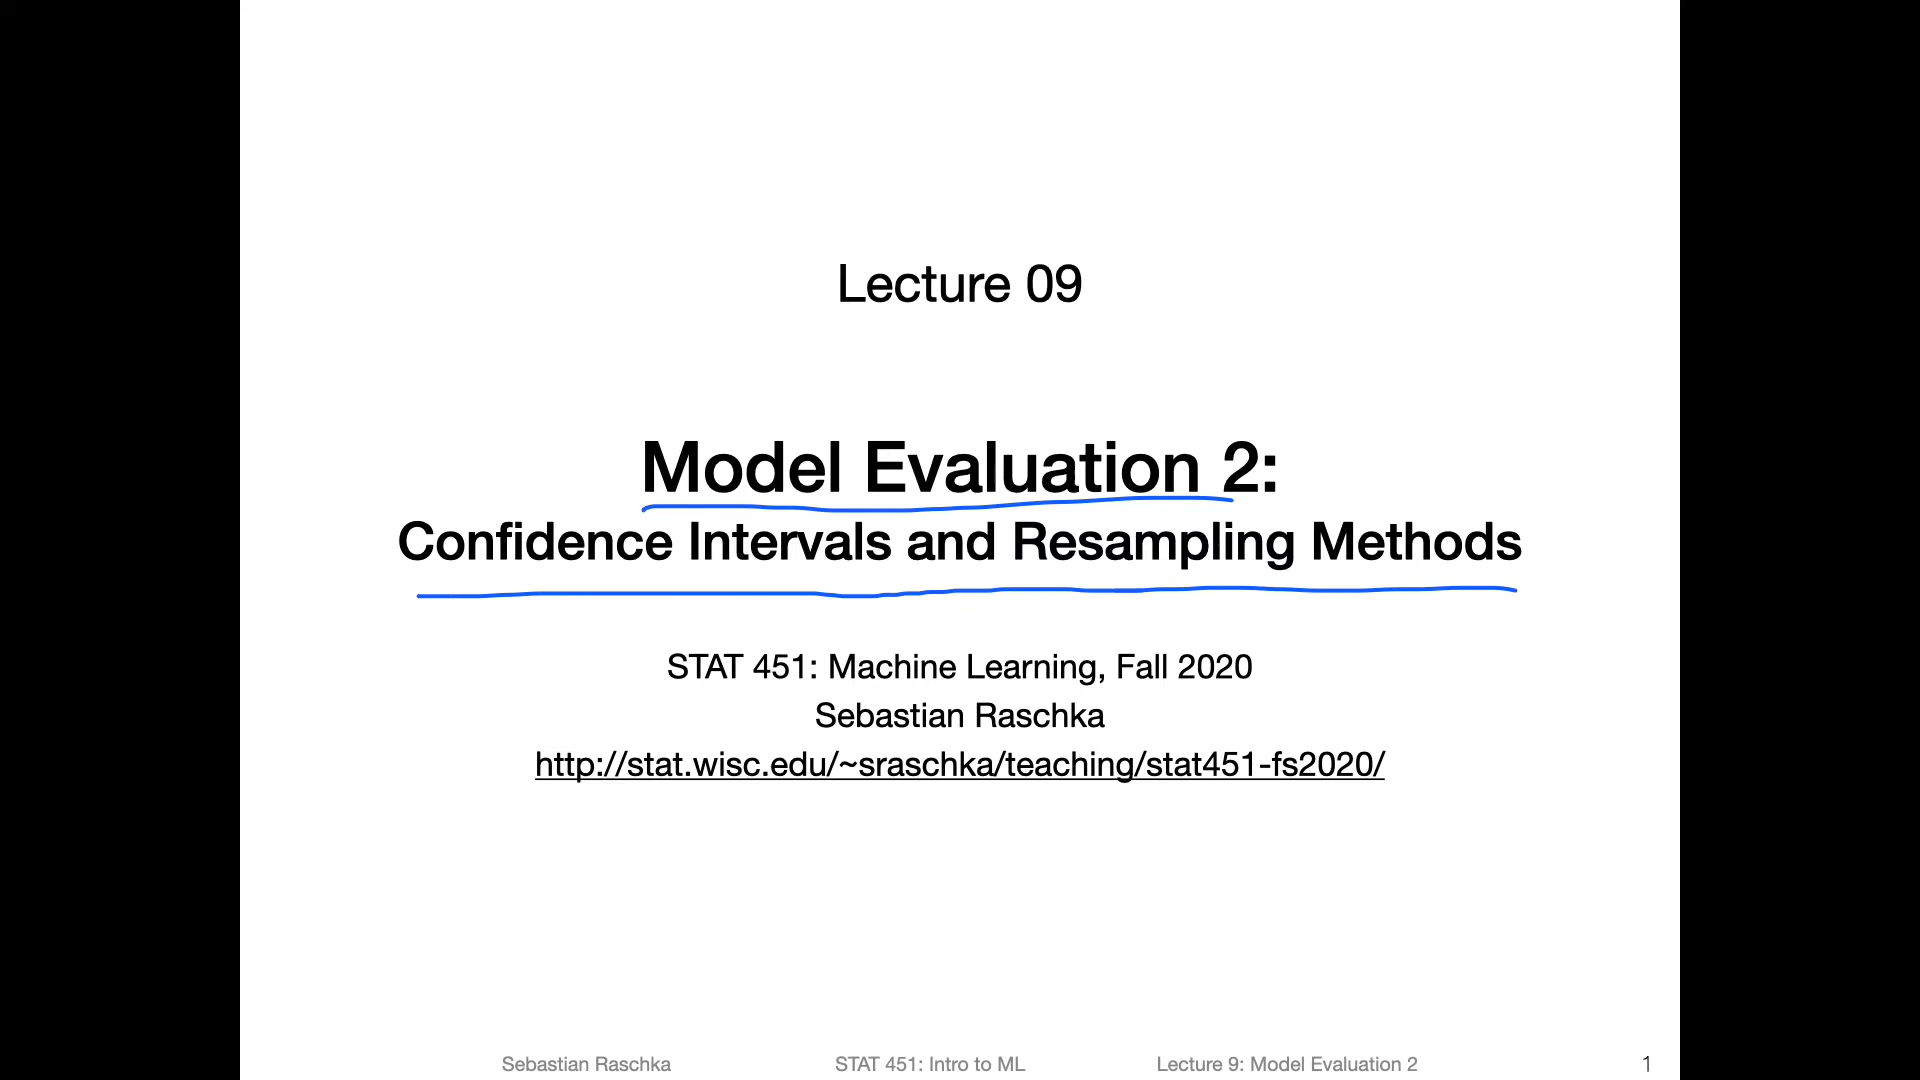 Lecture 09
Model Evaluation 2:
Confidence Intervals and Resampling Methods
STAT 451: Machine Learning, Fall 2020
Sebastian Raschka
http://stat.wisc.edu/~sraschka/teaching/stat451-fs2020/
Sebastian Raschka STAT 451: Intro to ML Lecture 9: Model Evaluation 2 1